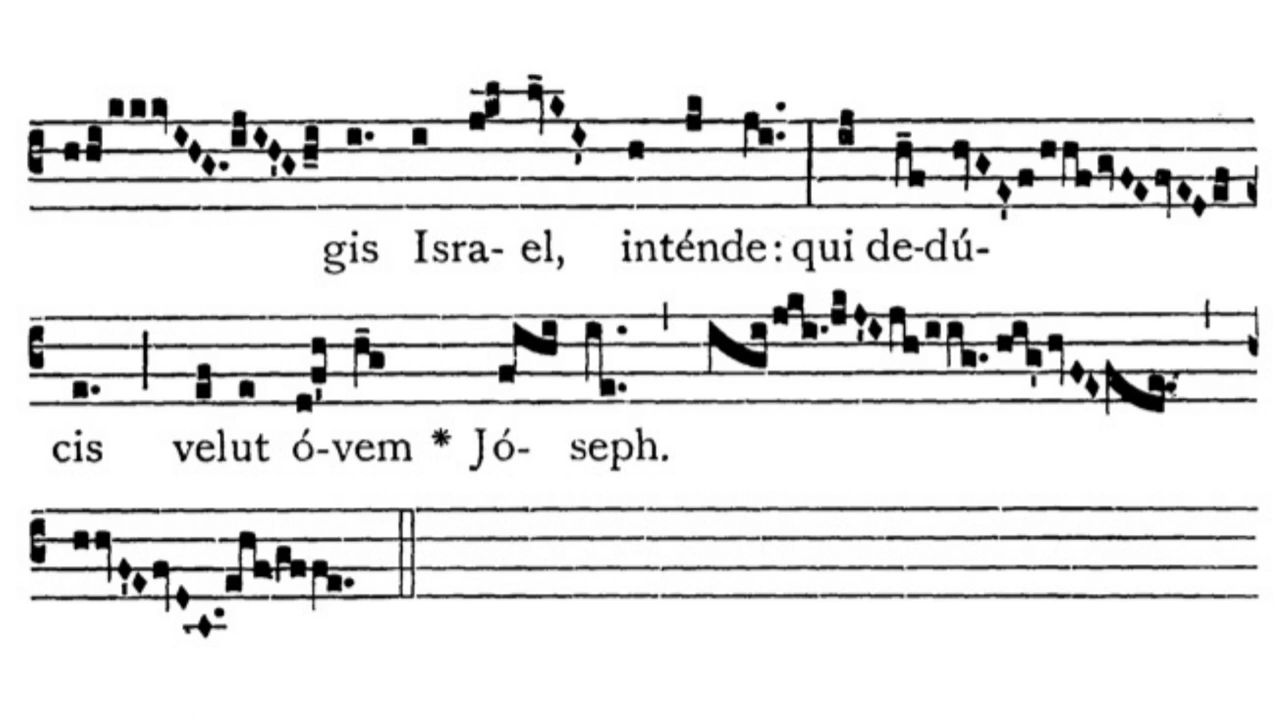 gis Isra- el, inténde: qui de-dú-
cis velut ó-vem * Jó- seph.